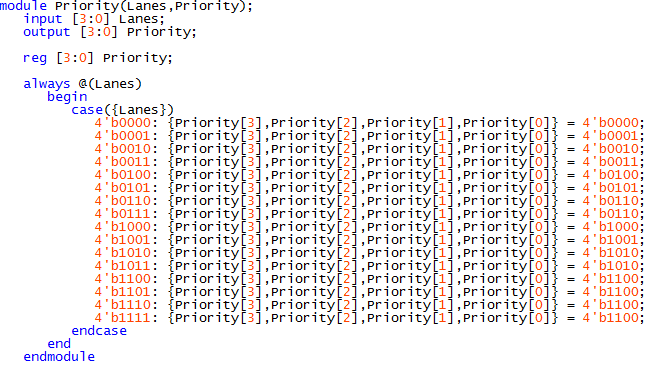 module Priority(Lanes,Priority);
   input [3:0] Lanes;
   output [3:0] Priority;

   reg [3:0] Priority;

   always @(Lanes)
      begin
         case({Lanes})
            4'b0000: {Priority[3],Priority[2],Priority[1],Priority[0]} = 4'b0000;
            4'b0001: {Priority[3],Priority[2],Priority[1],Priority[0]} = 4'b0001;
            4'b0010: {Priority[3],Priority[2],Priority[1],Priority[0]} = 4'b0010;
            4'b0011: {Priority[3],Priority[2],Priority[1],Priority[0]} = 4'b0011;
            4'b0100: {Priority[3],Priority[2],Priority[1],Priority[0]} = 4'b0100;
            4'b0101: {Priority[3],Priority[2],Priority[1],Priority[0]} = 4'b0101;
            4'b0110: {Priority[3],Priority[2],Priority[1],Priority[0]} = 4'b0110;
            4'b0111: {Priority[3],Priority[2],Priority[1],Priority[0]} = 4'b0110;
            4'b1000: {Priority[3],Priority[2],Priority[1],Priority[0]} = 4'b1000;
            4'b1001: {Priority[3],Priority[2],Priority[1],Priority[0]} = 4'b1001;
            4'b1010: {Priority[3],Priority[2],Priority[1],Priority[0]} = 4'b1010;
            4'b1011: {Priority[3],Priority[2],Priority[1],Priority[0]} = 4'b1010;
            4'b1100: {Priority[3],Priority[2],Priority[1],Priority[0]} = 4'b1100;
            4'b1101: {Priority[3],Priority[2],Priority[1],Priority[0]} = 4'b1100;
            4'b1110: {Priority[3],Priority[2],Priority[1],Priority[0]} = 4'b1100;
            4'b1111: {Priority[3],Priority[2],Priority[1],Priority[0]} = 4'b1100;
         endcase
      end
   endmodule